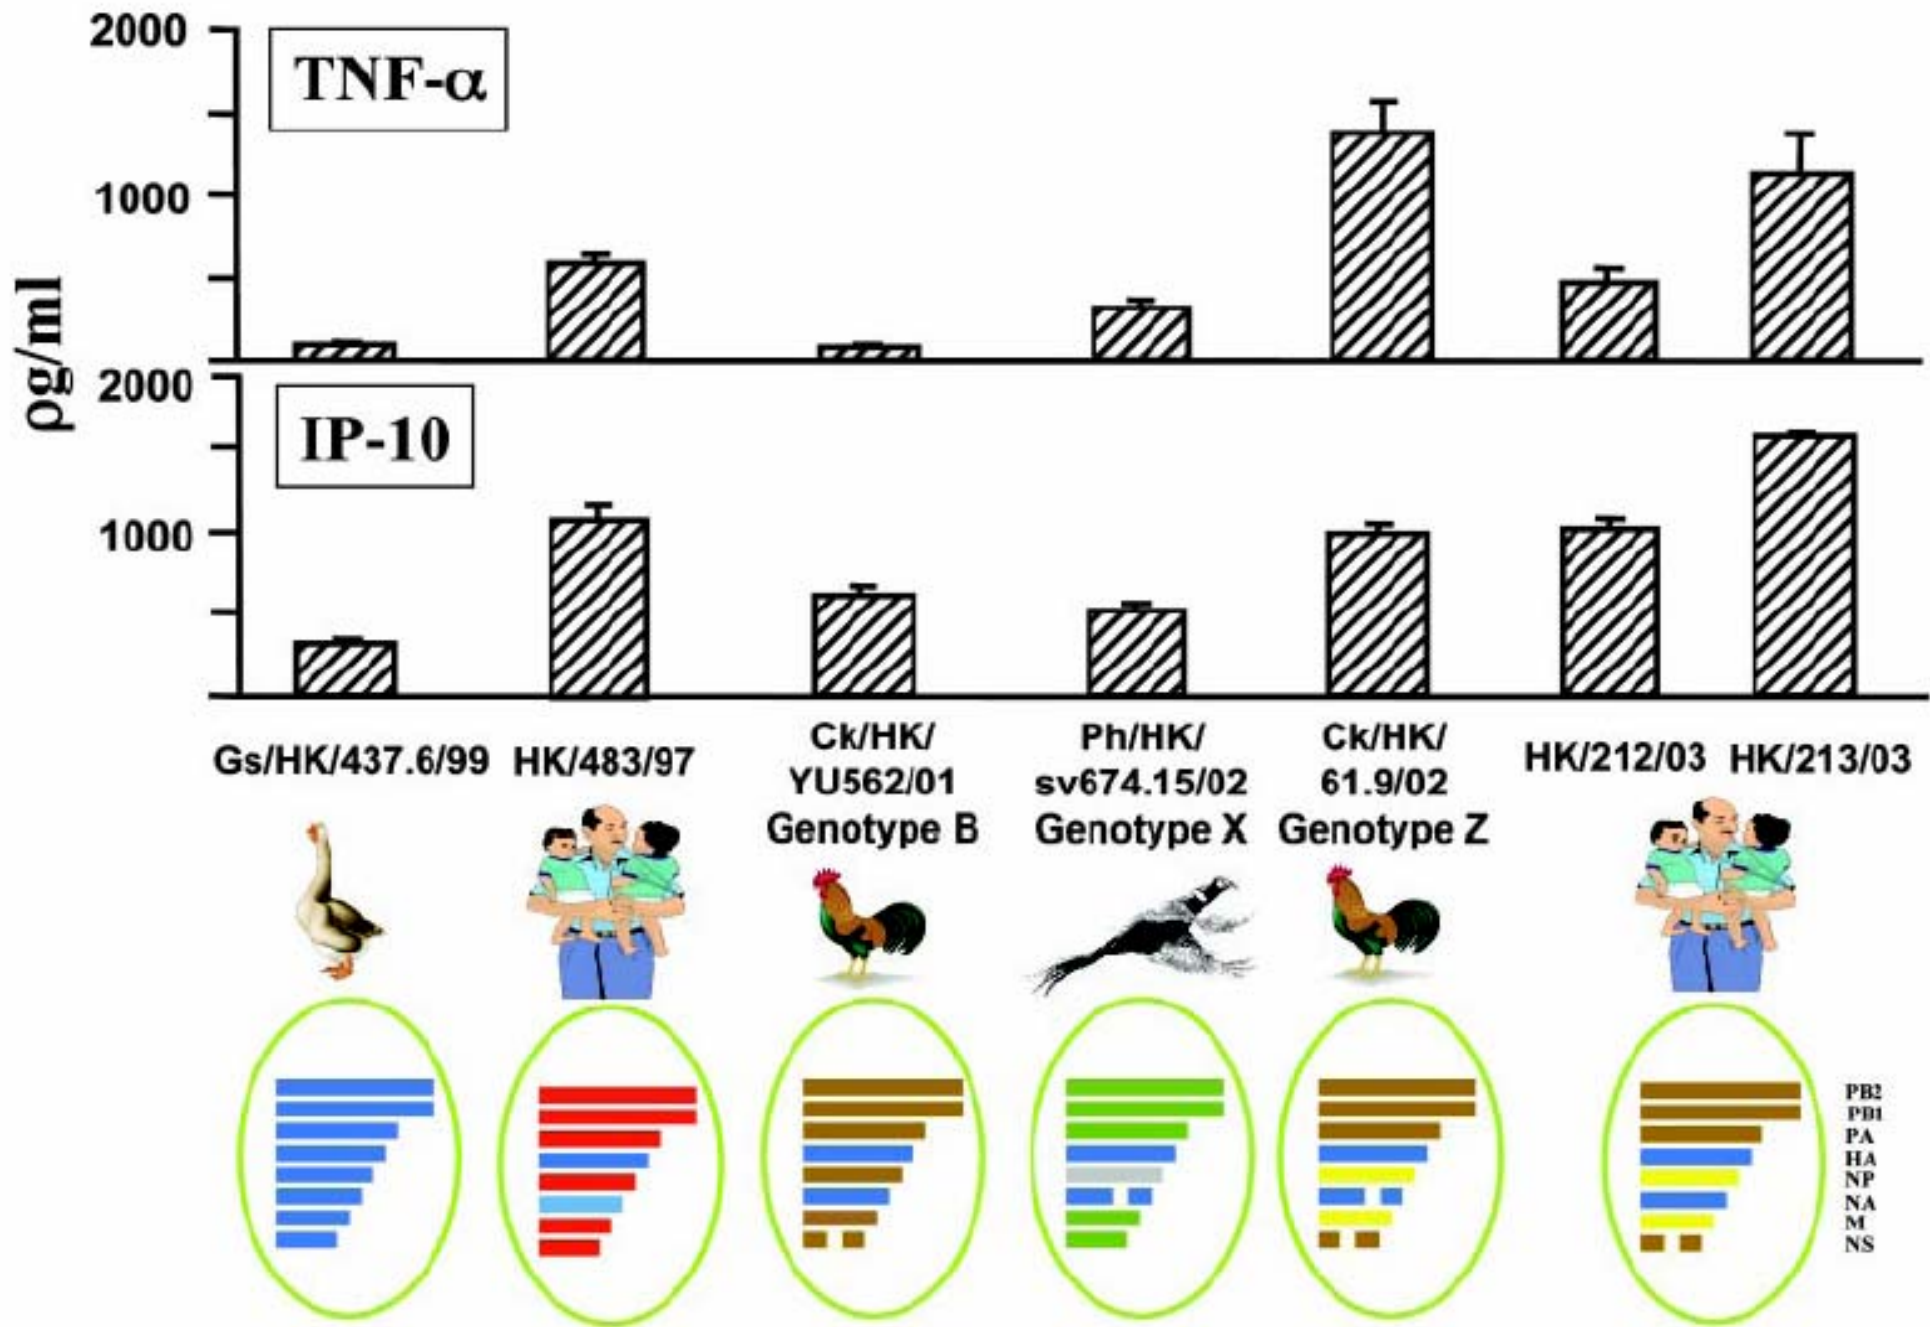 2000
TNF-α
1000
ρg/ml
2000
IP-10
1000
Gs/HK/437.6/99
HK/483/97
Ck/HK/
YU562/01
Genotype B
Ph/HK/
sv674.15/02
Genotype X
Ck/HK/
61.9/02
Genotype Z
HK/212/03
HK/213/03
PB2
PB1
PA
HA
NP
NA
M
NS